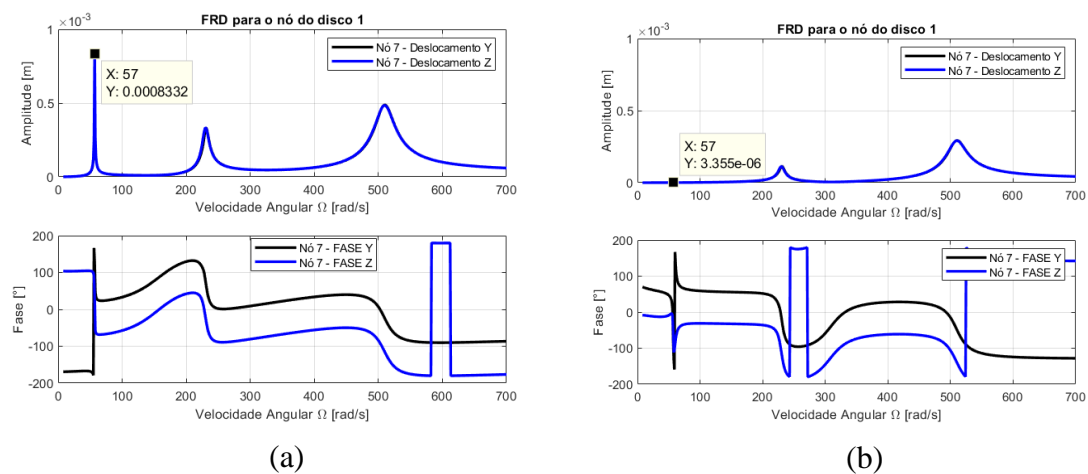 FRD para o nó do disco 1
×10⁻³
1
0.5
0
Amplitude [m]
Nó 7 - Deslocamento Y
Nó 7 - Deslocamento Z
X: 57
Y: 0.0008332
0 100 200 300 400 500 600 700
Velocidade Angular Ω [rad/s]
200
100
0
-100
-200
Fase [°]
Nó 7 - FASE Y
Nó 7 - FASE Z
0 100 200 300 400 500 600 700
Velocidade Angular Ω [rad/s]
(a)
FRD para o nó do disco 1
×10⁻³
1
0.5
0
Amplitude [m]
Nó 7 - Deslocamento Y
Nó 7 - Deslocamento Z
X: 57
Y: 3.355e-06
0 100 200 300 400 500 600 700
Velocidade Angular Ω [rad/s]
200
100
0
-100
-200
Fase [°]
Nó 7 - FASE Y
Nó 7 - FASE Z
0 100 200 300 400 500 600 700
Velocidade Angular Ω [rad/s]
(b)